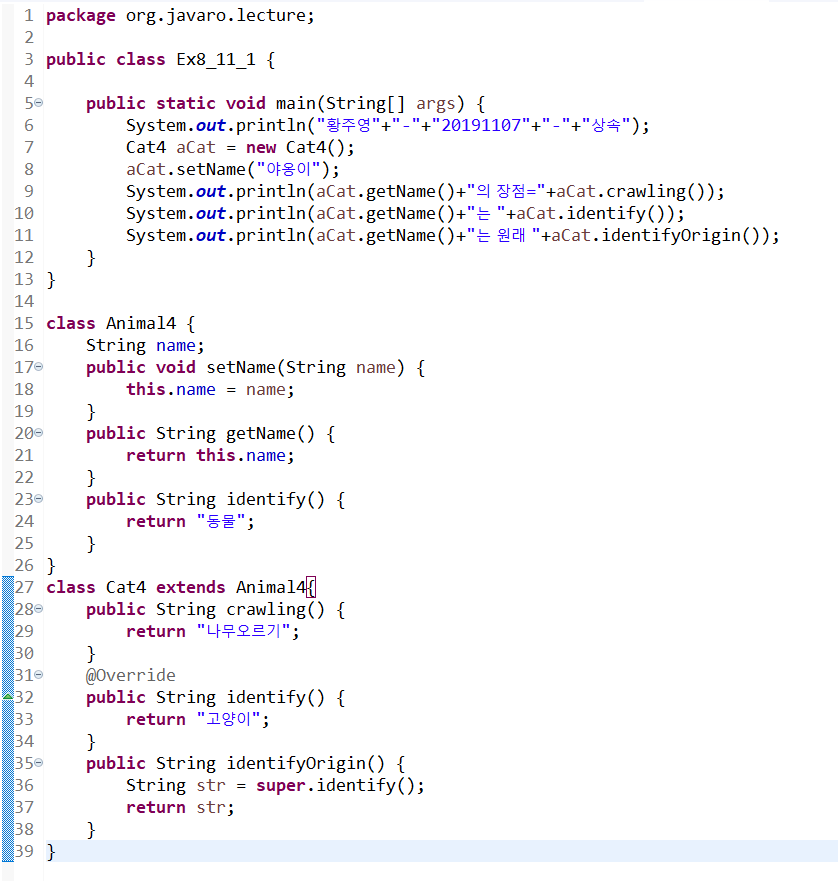 1 package org.javaro.lecture;
2
3 public class Ex8_11_1 {
4
5     public static void main(String[] args) {
6         System.out.println("황주영"+"-"+"20191107"+"-"+"상속");
7         Cat4 aCat = new Cat4();
8         aCat.setName("야옹이");
9         System.out.println(aCat.getName()+"의 장점="+aCat.crawling());
10         System.out.println(aCat.getName()+"는 "+aCat.identify());
11         System.out.println(aCat.getName()+"는 원래 "+aCat.identifyOrigin());
12     }
13 }
14
15 class Animal4 {
16     String name;
17     public void setName(String name) {
18         this.name = name;
19     }
20     public String getName() {
21         return this.name;
22     }
23     public String identify() {
24         return "동물";
25     }
26 }
27 class Cat4 extends Animal4{
28     public String crawling() {
29         return "나무오르기";
30     }
31     @Override
32     public String identify() {
33         return "고양이";
34     }
35     public String identifyOrigin() {
36         String str = super.identify();
37         return str;
38     }
39 }